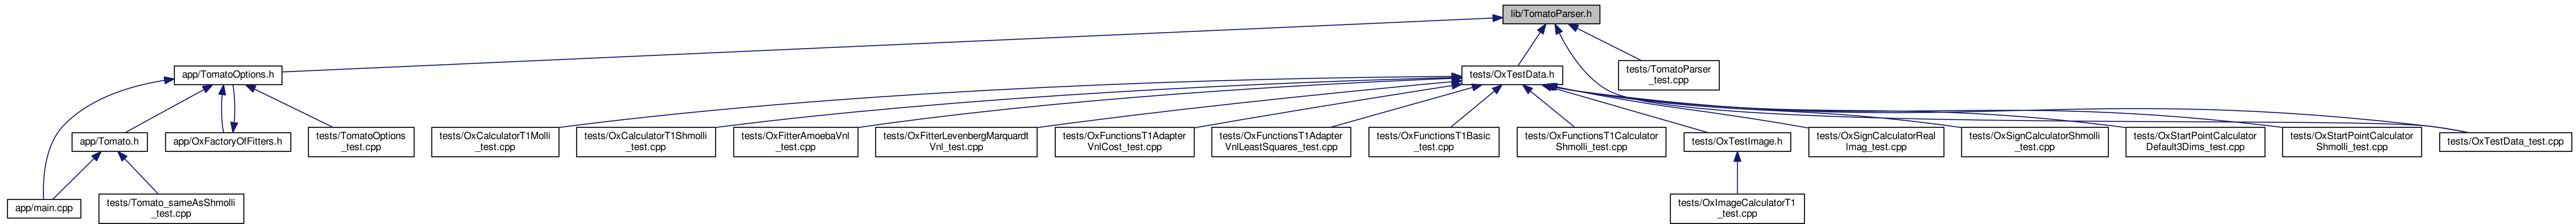 lib/TomatoParser.h
app/TomatoOptions.h
tests/OxTestData.h
tests/TomatoParser
_test.cpp
app/Tomato.h
app/OxFactoryOfFitters.h
tests/TomatoOptions
_test.cpp
tests/OxCalculatorT1Molli
_test.cpp
tests/OxCalculatorT1Shmolli
_test.cpp
tests/OxFitterAmoebaVnl
_test.cpp
tests/OxFitterLevenbergMarquardt
Vnl_test.cpp
tests/OxFunctionsT1Adapter
VnlCost_test.cpp
tests/OxFunctionsT1Adapter
VnlLeastSquares_test.cpp
tests/OxFunctionsT1Basic
_test.cpp
tests/OxFunctionsT1Calculator
Shmolli_test.cpp
tests/OxTestImage.h
tests/OxSignCalculatorReal
Imag_test.cpp
tests/OxSignCalculatorShmolli
_test.cpp
tests/OxStartPointCalculator
Default3Dims_test.cpp
tests/OxStartPointCalculator
Shmolli_test.cpp
tests/OxTestData_test.cpp
app/main.cpp
tests/Tomato_sameAsShmolli
_test.cpp
tests/OxImageCalculatorT1
_test.cpp